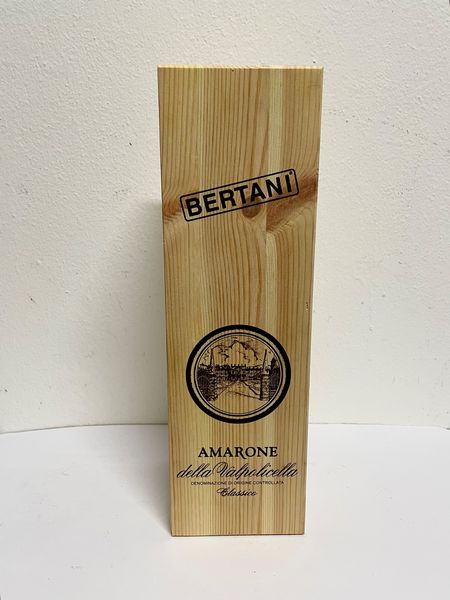 BERTANI
AMARONE
della Valpolicella
DENOMINAZIONE DI ORIGINE CONTROLLATA
Classico